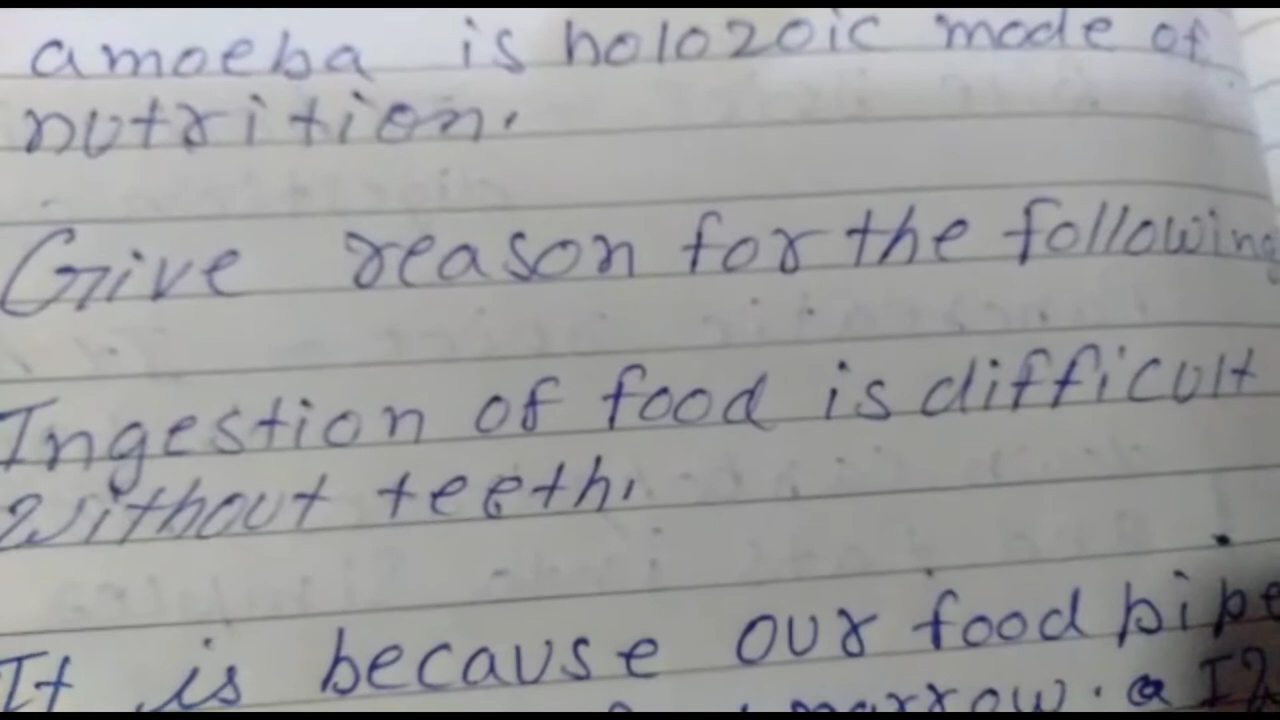 amoeba is holozoic mode of
nutrition.
Give reason for the following
Ingestion of food is difficult
without teeth.
It is because our food pipe
narrow.